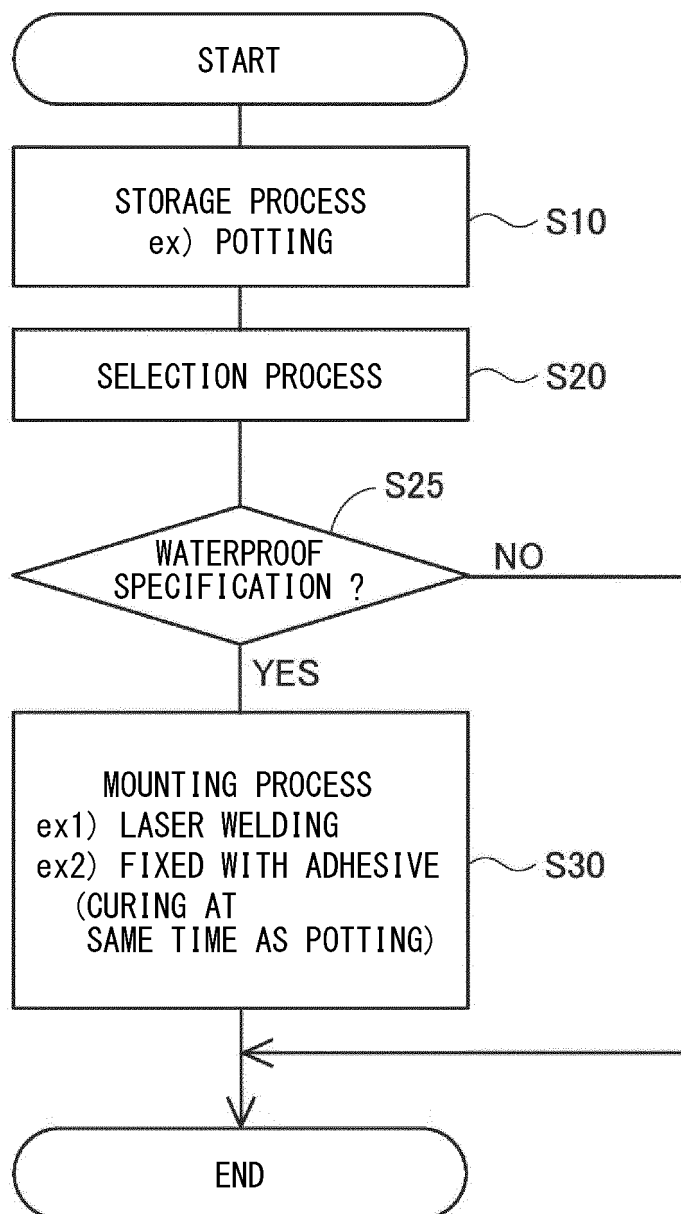 START
STORAGE PROCESS
ex) POTTING
S10
SELECTION PROCESS
S20
S25
WATERPROOF
SPECIFICATION ?
NO
YES
MOUNTING PROCESS
ex1) LASER WELDING
ex2) FIXED WITH ADHESIVE
(CURING AT
SAME TIME AS POTTING)
S30
END